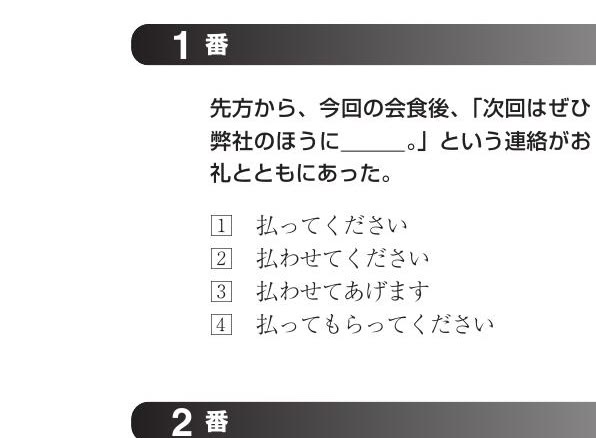 1 番
先方から、今回の会食後、「次回はぜひ
弊社のほうに_____。」という連絡がお
礼とともにあった。
1 払ってください
2 払わせてください
3 払わせてあげます
4 払ってもらってください
2 番